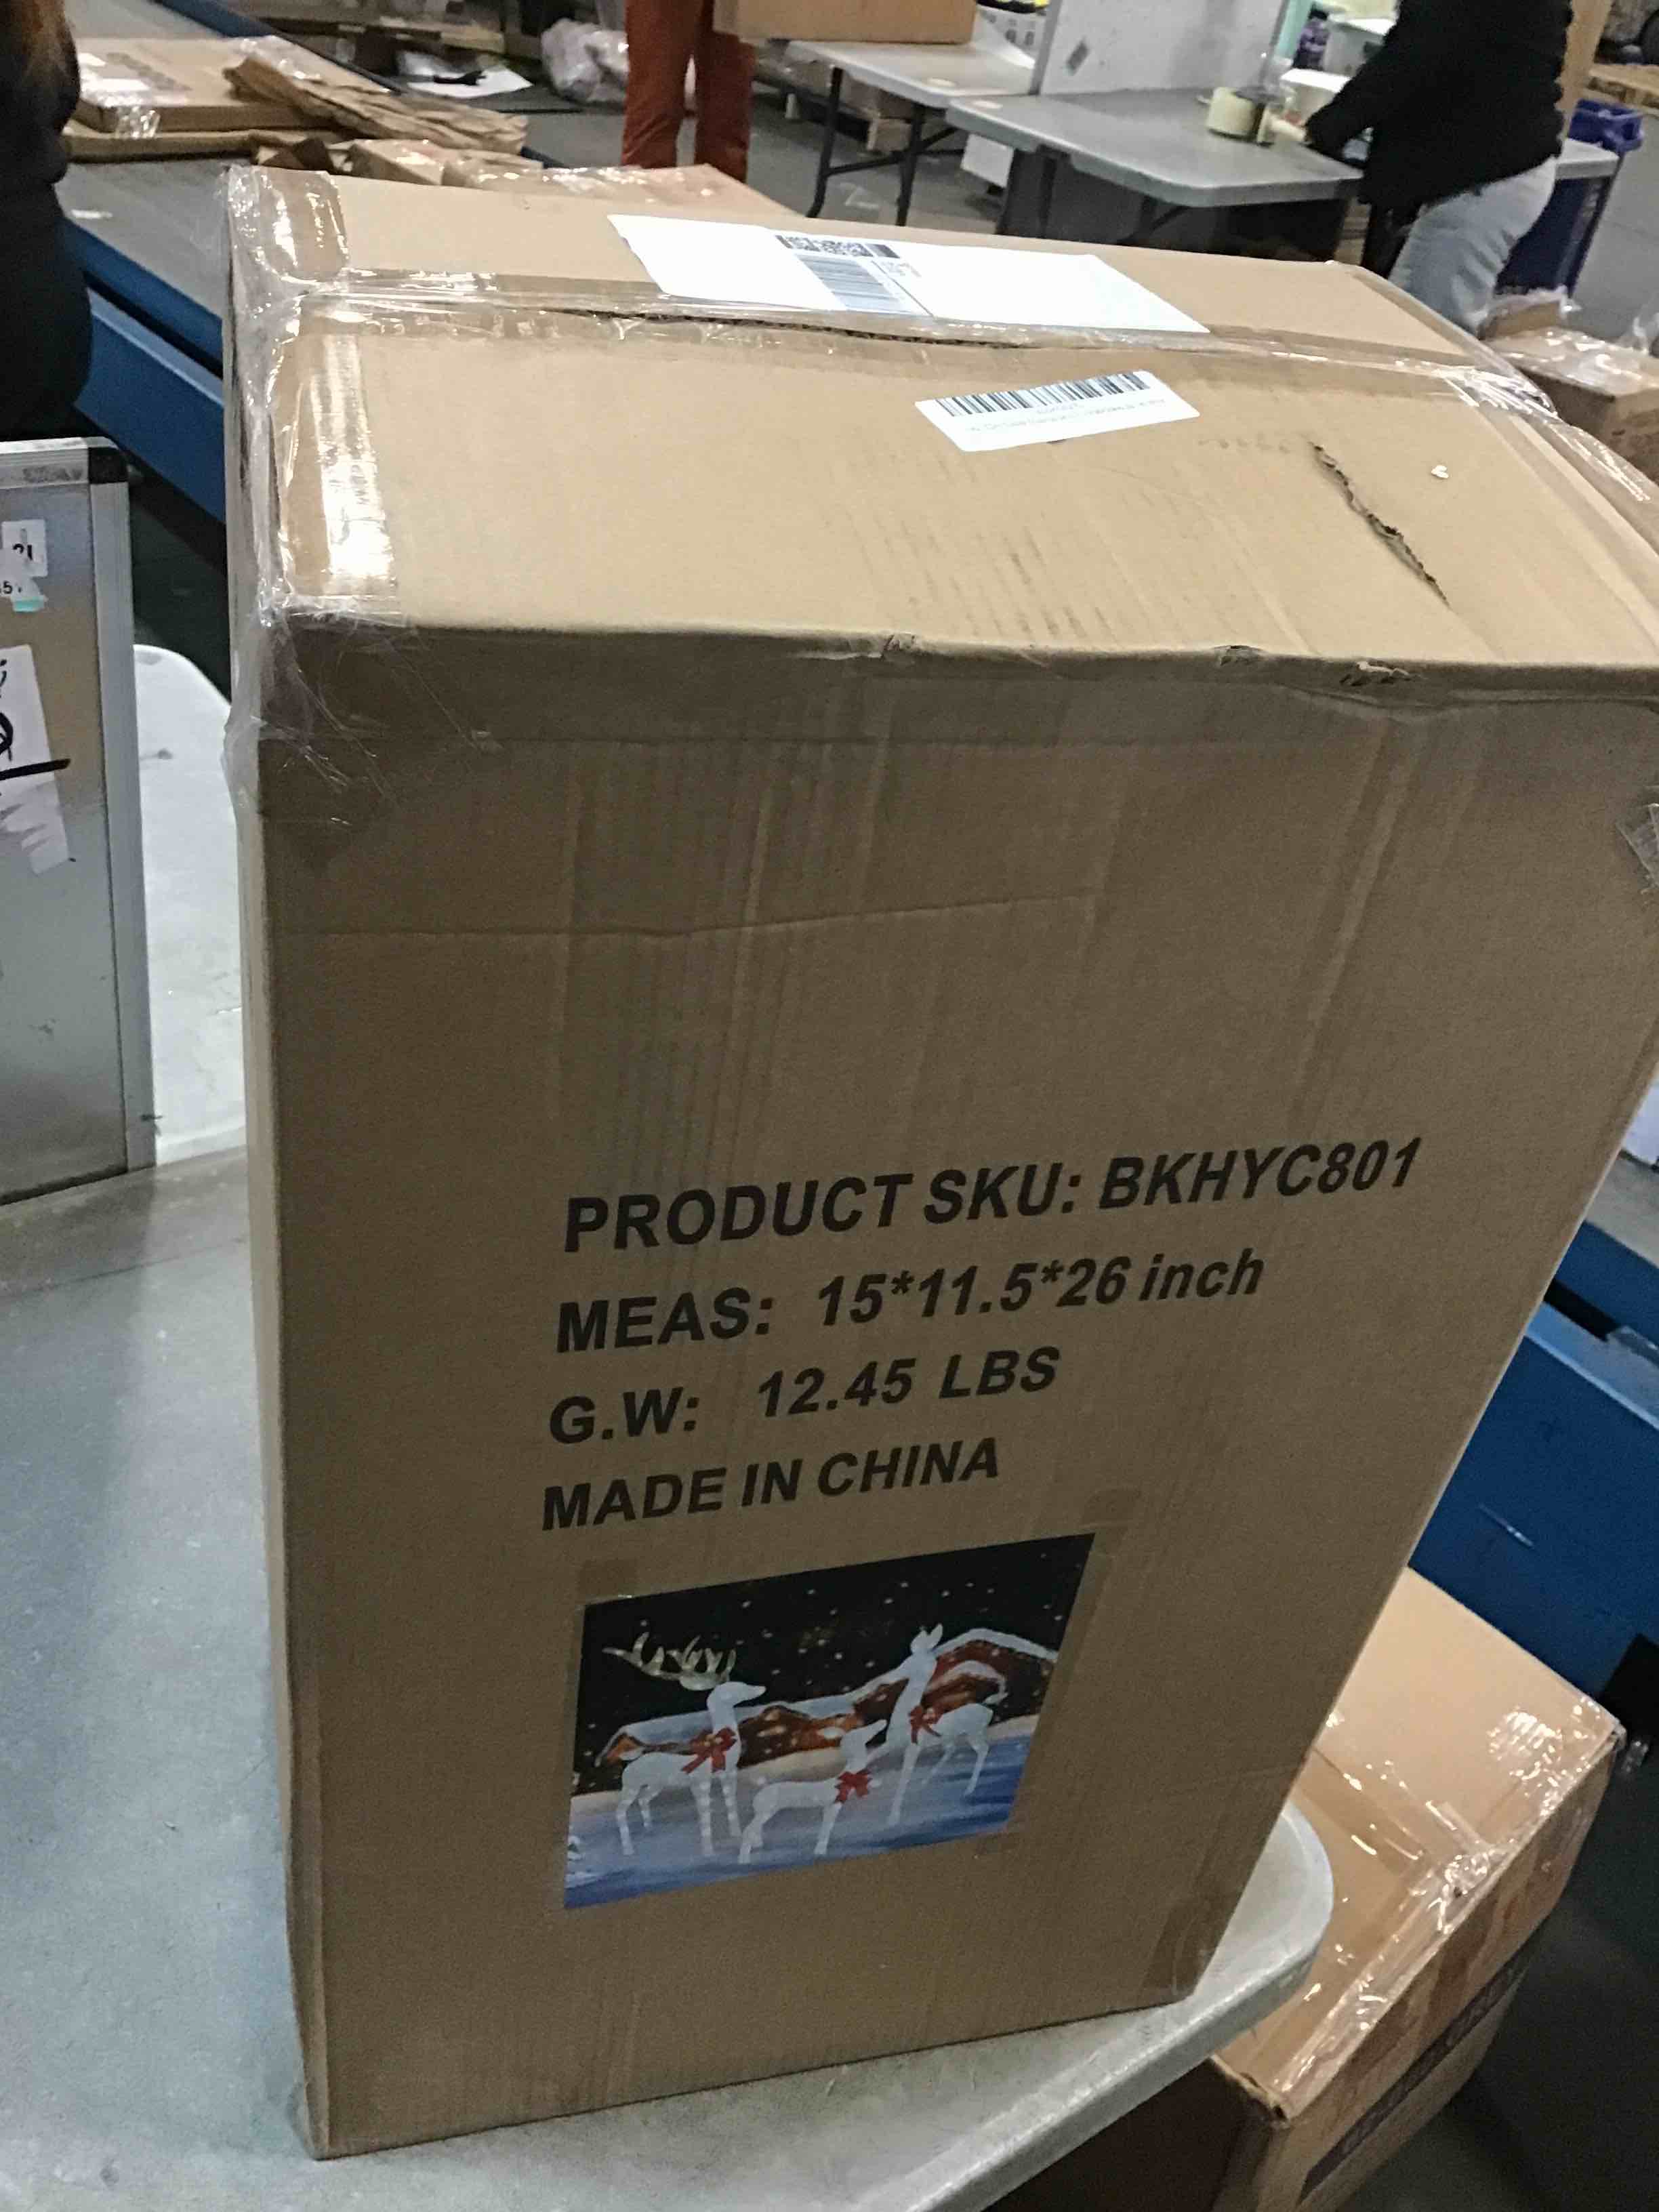 PRODUCT SKU: BKHYC801
MEAS: 15*11.5*26 inch
G.W: 12.45 LBS
MADE IN CHINA